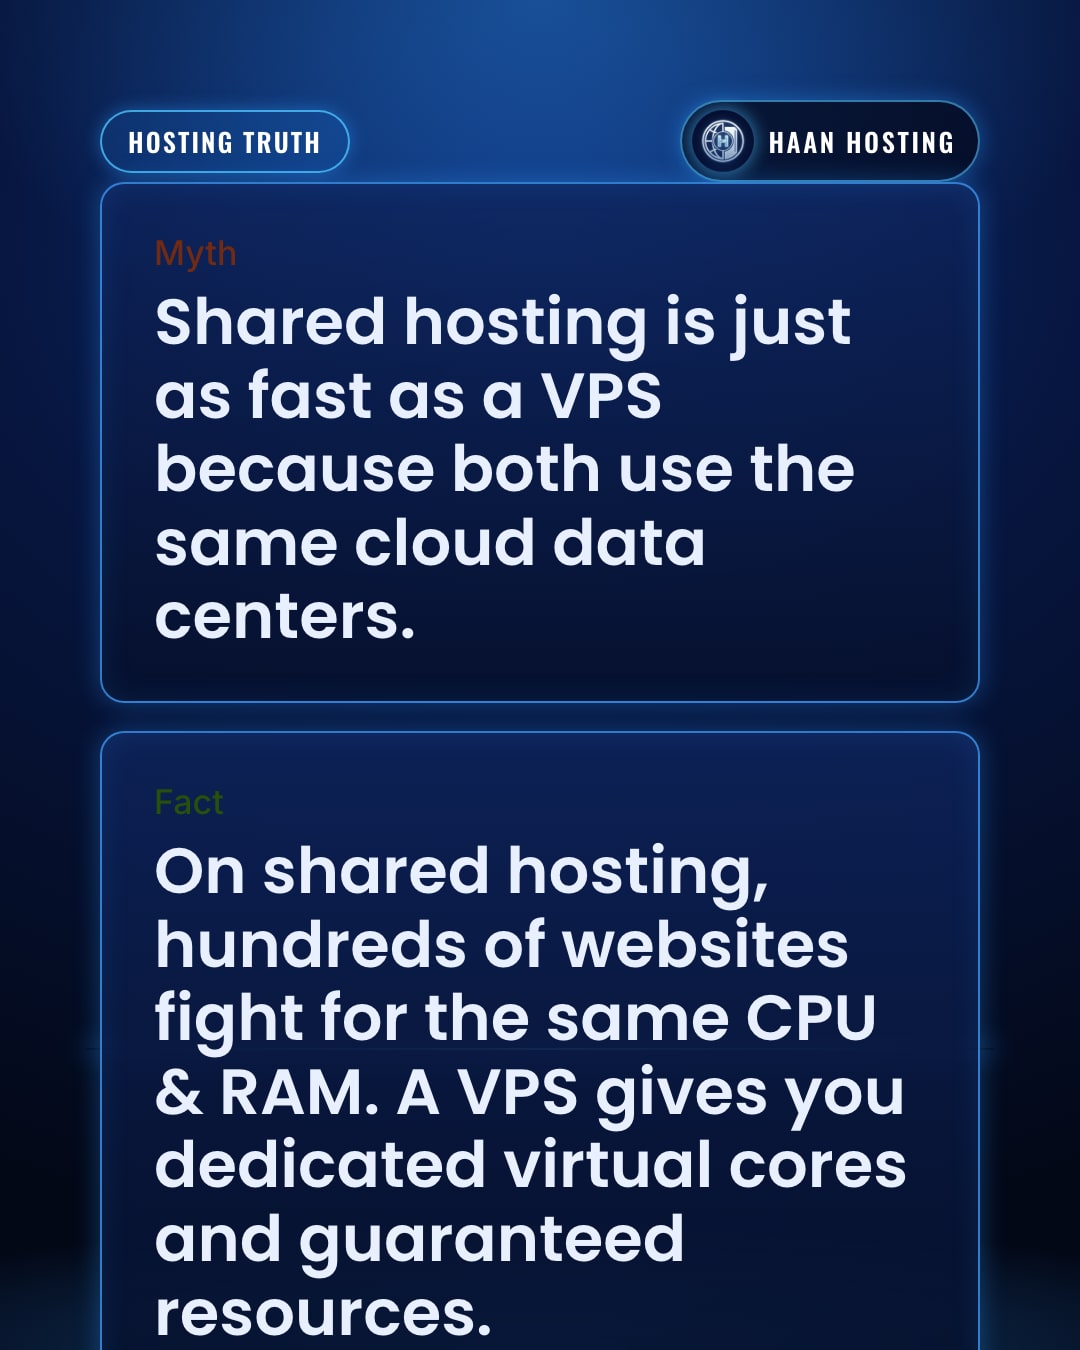 HOSTING TRUTH
HAAN HOSTING
Myth
Shared hosting is just
as fast as a VPS
because both use the
same cloud data
centers.
Fact
On shared hosting,
hundreds of websites
fight for the same CPU
& RAM. A VPS gives you
dedicated virtual cores
and guaranteed
resources.